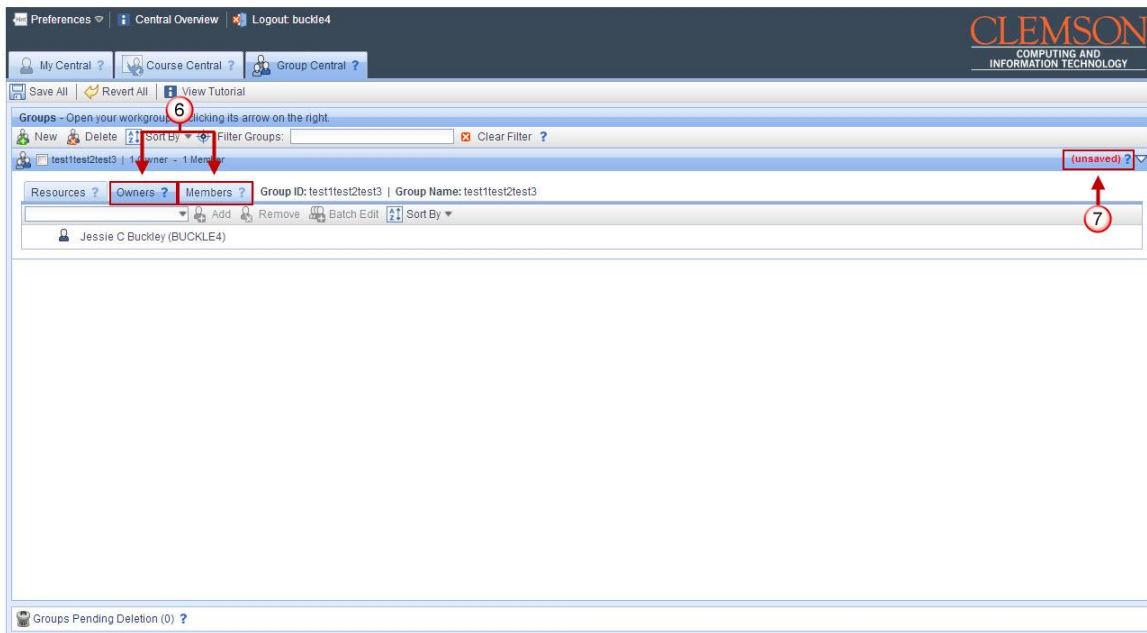 Preferences Central Overview Logout: buckle4
CLEMSON
COMPUTING AND
INFORMATION TECHNOLOGY
My Central ? Course Central ? Group Central ?
Save All Revert All View Tutorial
6
Groups - Open your workgroup clicking its arrow on the right.
New Delete Sort By Filter Groups: Clear Filter ?
test1test2test3 | 1 Owner - 1 Member (unsaved) ?
Resources ? Owners ? Members ? Group ID: test1test2test3 | Group Name: test1test2test3
Add Remove Batch Edit Sort By
7
Jessie C Buckley (BUCKLE4)
Groups Pending Deletion (0) ?